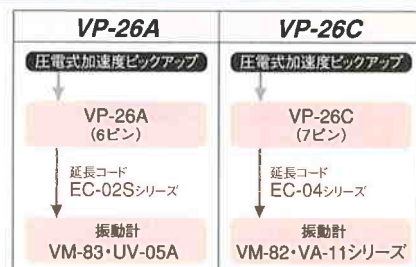 VP-26A
圧電式加速度ピックアップ
VP-26A
(6ピン)
延長コード
EC-02Sシリーズ
振動計
VM-83・UV-05A
VP-26C
圧電式加速度ピックアップ
VP-26C
(7ピン)
延長コード
EC-04シリーズ
振動計
VM-82・VA-11シリーズ